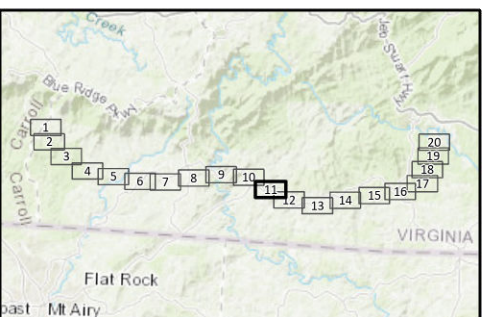 Creek
Blue Ridge Pkwy
Jeb Stuart Hwy
Carroll
Carroll
1
2
3
4
5
6
7
8
9
10
11
12
13
14
15
16
17
18
19
20
VIRGINIA
Flat Rock
oast Mt Airy